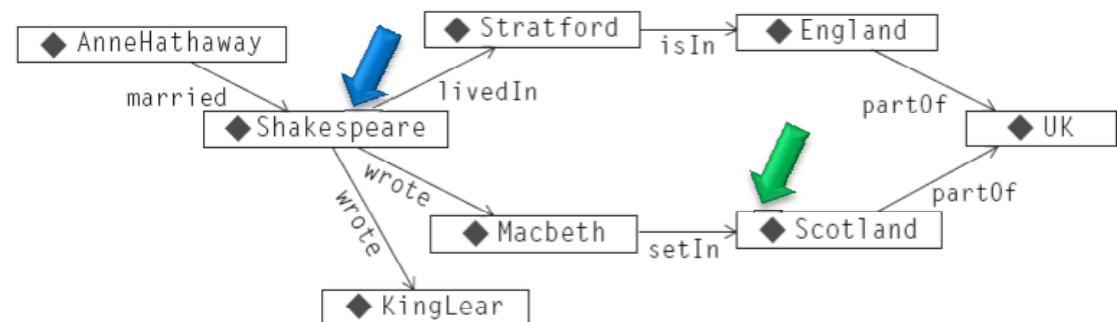 AnneHathaway
married
Shakespeare
livedIn
Stratford
isIn
England
partOf
UK
wrote
Macbeth
setIn
Scotland
partOf
wrote
KingLear